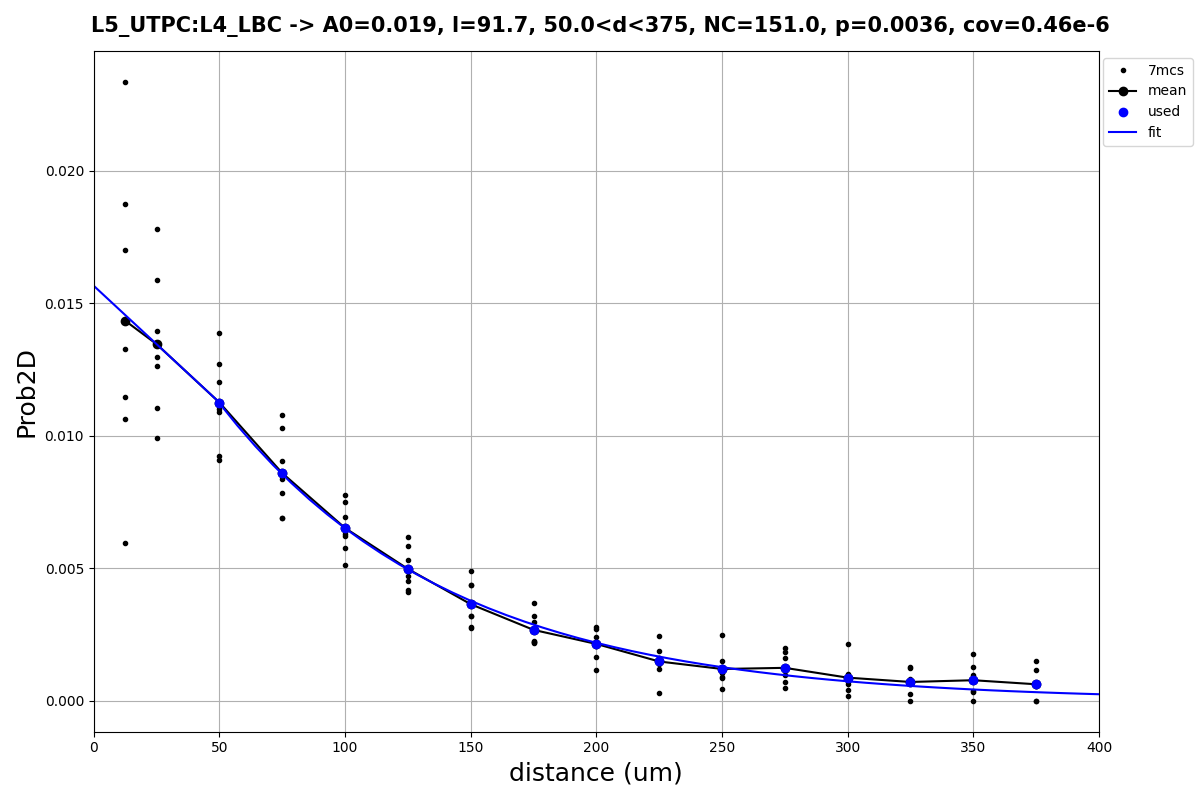 L5_UTPC:L4_LBC -> A0=0.019, l=91.7, 50.0<d<375, NC=151.0, p=0.0036, cov=0.46e-6
7mcs
mean
used
fit
0.020
0.015
0.010
0.005
0.000
Prob2D
0 50 100 150 200 250 300 350 400
distance (um)